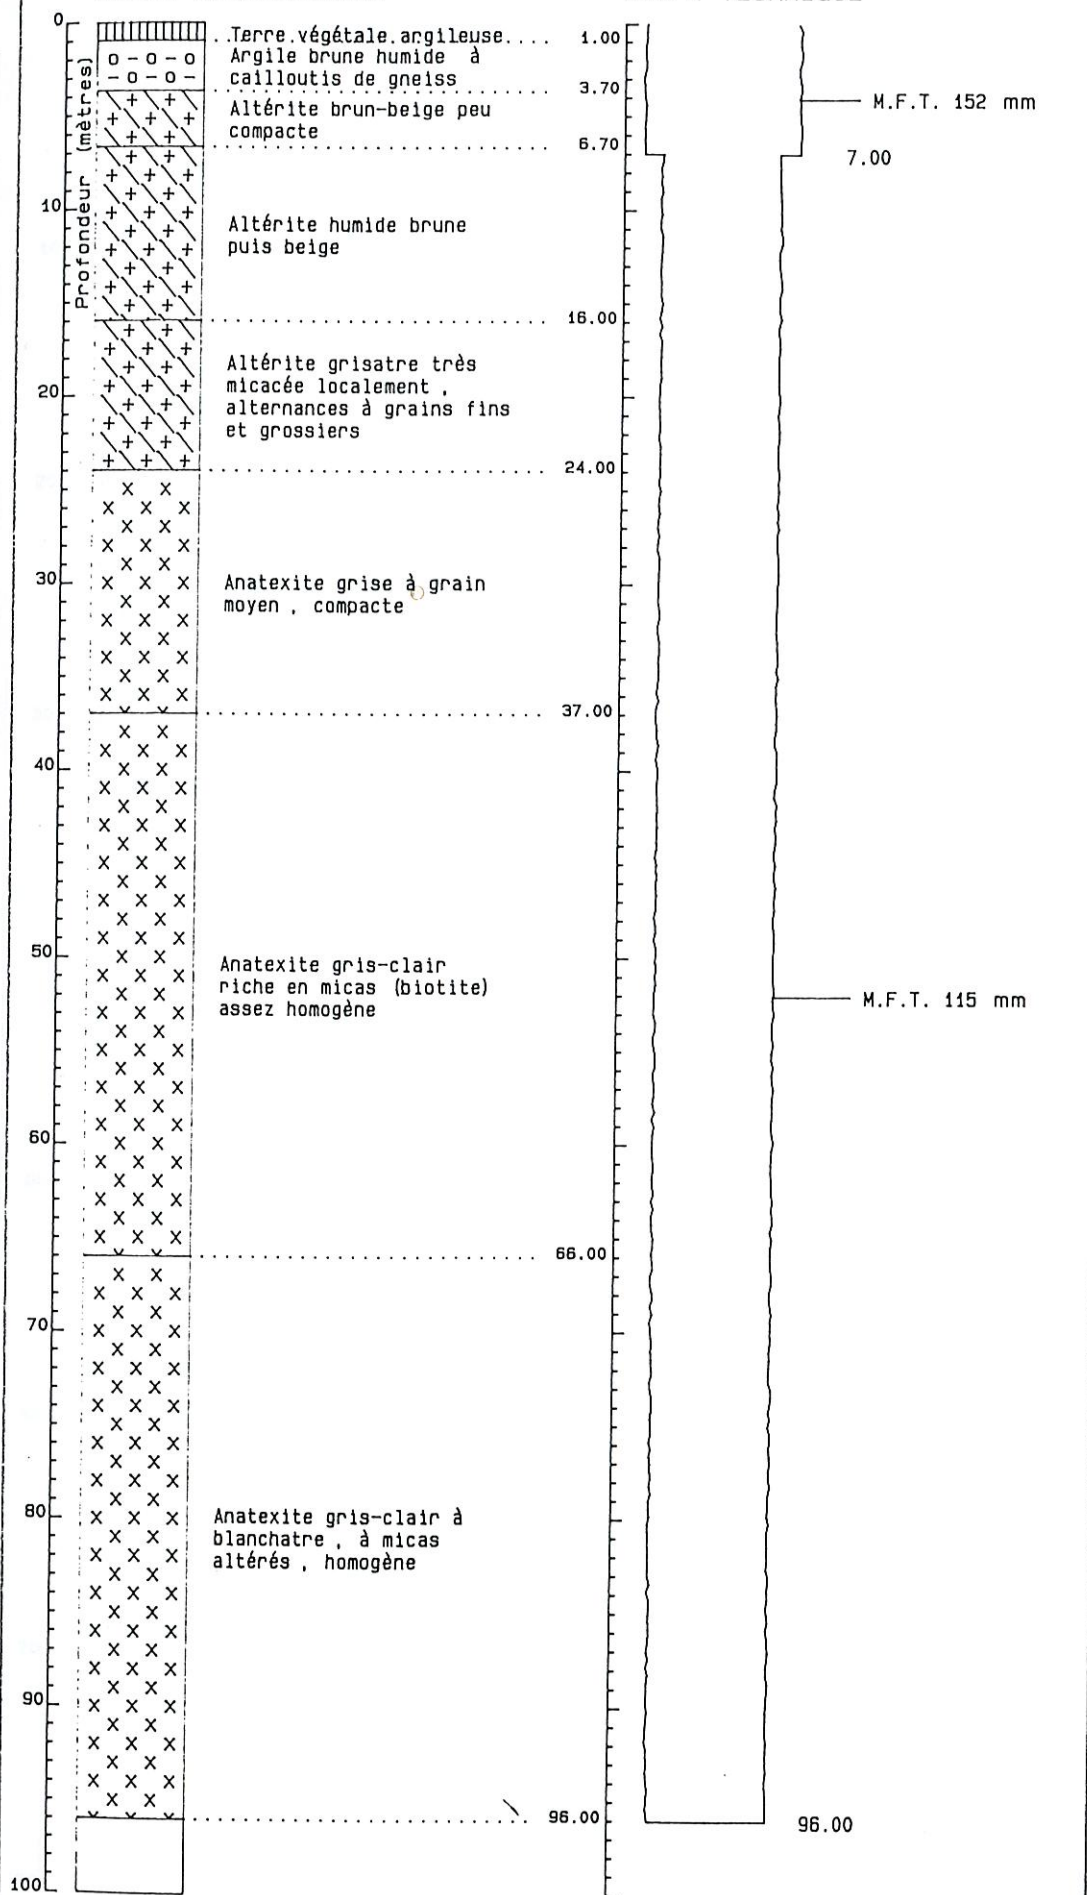 0
Profondeur (mètres)
Terre végétale argileuse
1.00
Argile brune humide à
cailloutis de gneiss
3.70
Altérite brun-beige peu
compacte
6.70
M.F.T. 152 mm
7.00
10
Altérite humide brune
puis beige
16.00
Altérite grisatre très
micacée localement ,
alternances à grains fins
et grossiers
20
24.00
30
Anatexite grise à grain
moyen , compacte
37.00
40
50
Anatexite gris-clair
riche en micas (biotite)
assez homogène
M.F.T. 115 mm
60
66.00
70
80
Anatexite gris-clair à
blanchatre , à micas
altérés , homogène
90
96.00
96.00
100